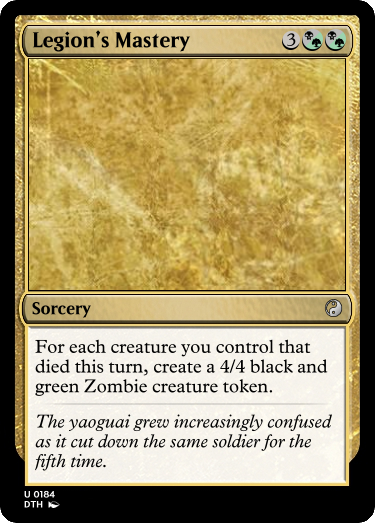 Legion's Mastery 3
Sorcery
For each creature you control that
died this turn, create a 4/4 black and
green Zombie creature token.
The yaoguai grew increasingly confused
as it cut down the same soldier for the
fifth time.
U 0184
DTH